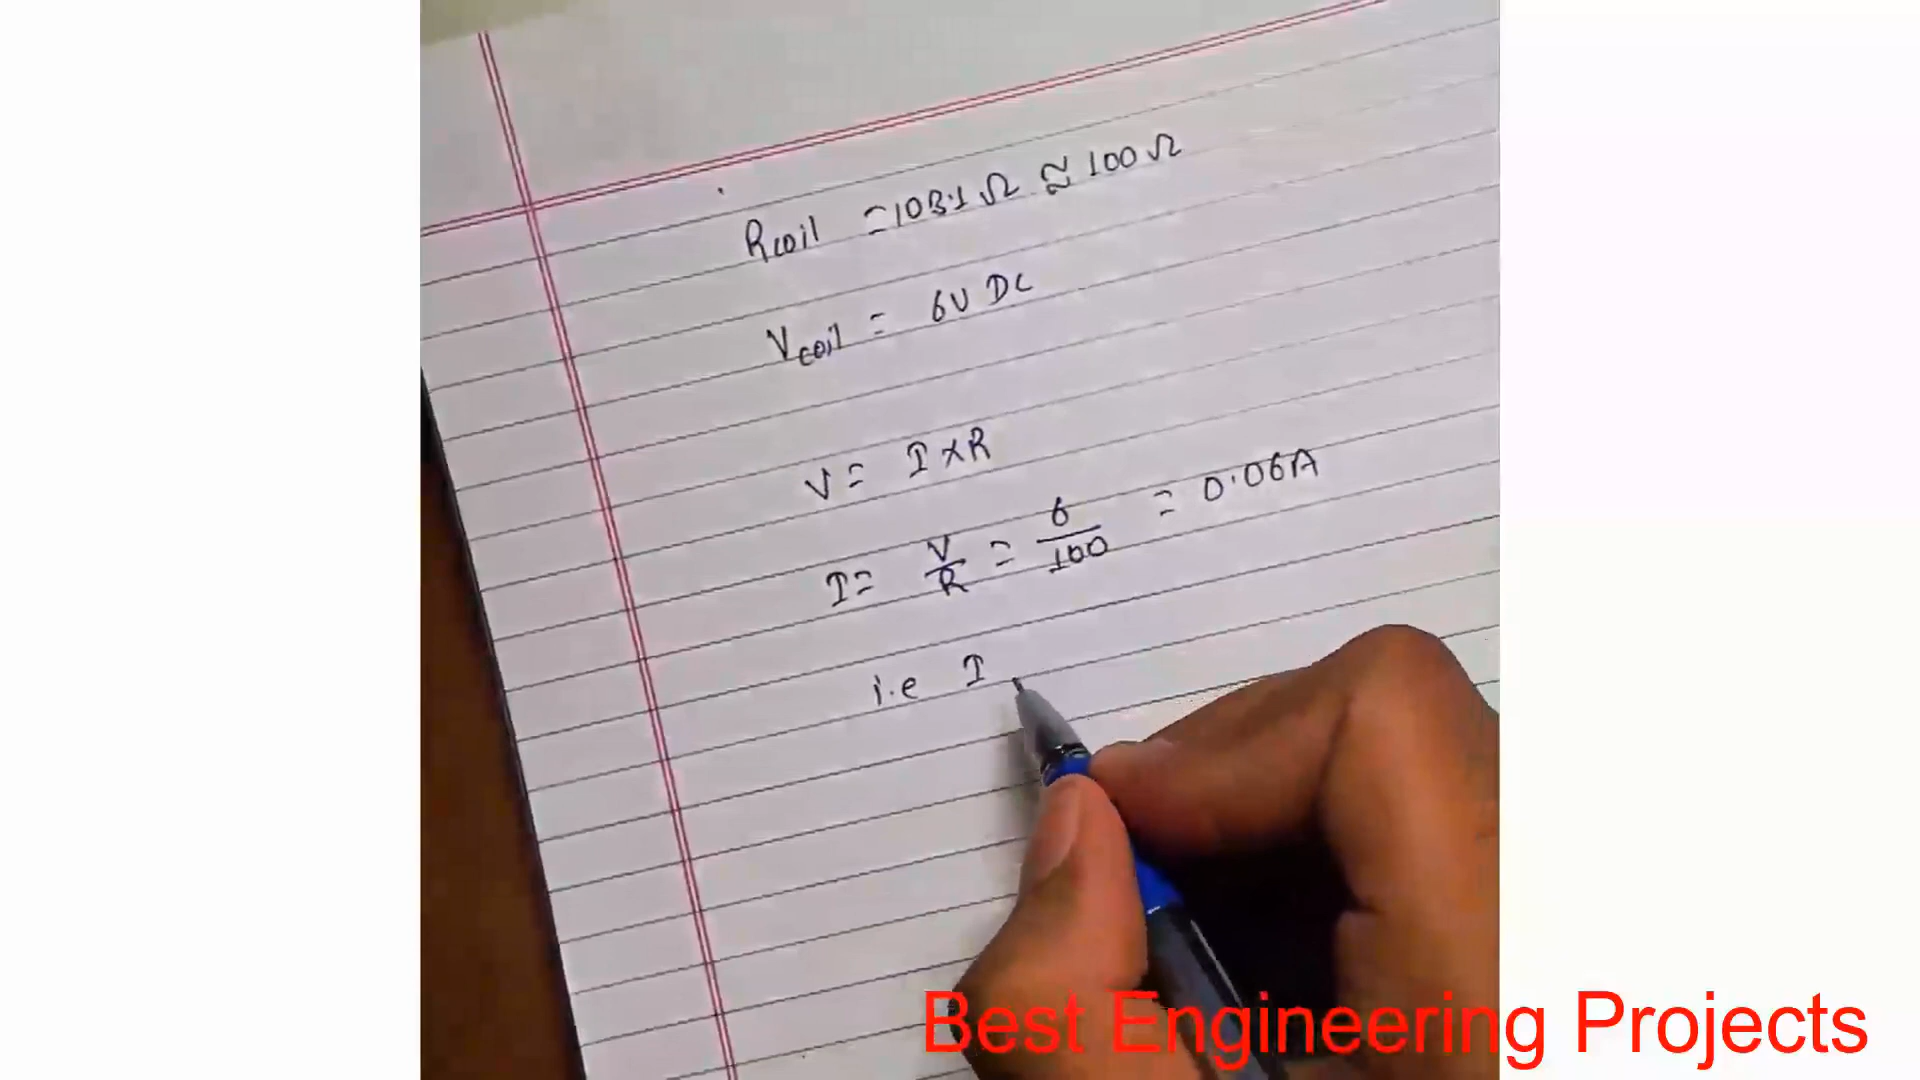 Rcoil = 103.1 Ω ≈ 100 Ω
Vcoil = 6V DC
V = I × R
I = V/R = 6/100 = 0.06A
i.e I
Best Engineering Projects